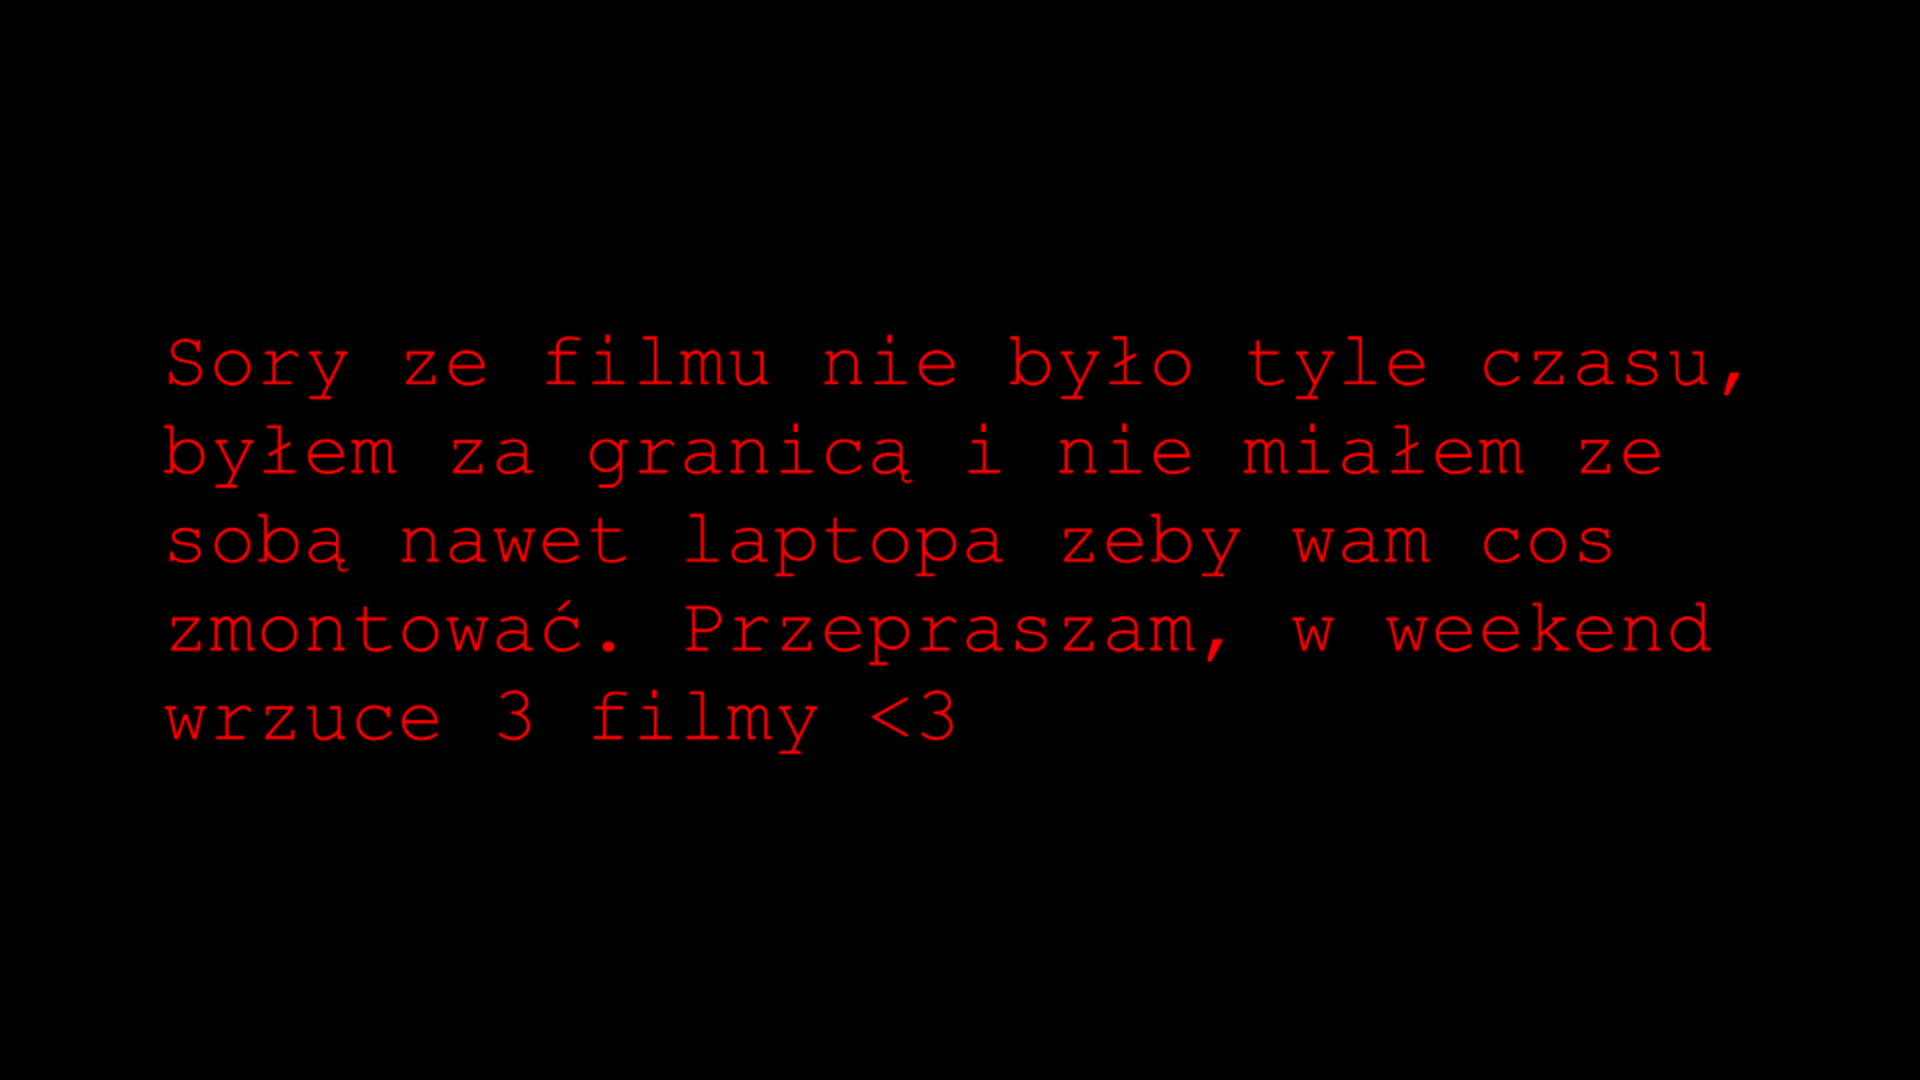 Sory ze filmu nie było tyle czasu,
byłem za granicą i nie miałem ze
sobą nawet laptopa zeby wam cos
zmontować. Przepraszam, w weekend
wrzuce 3 filmy <3